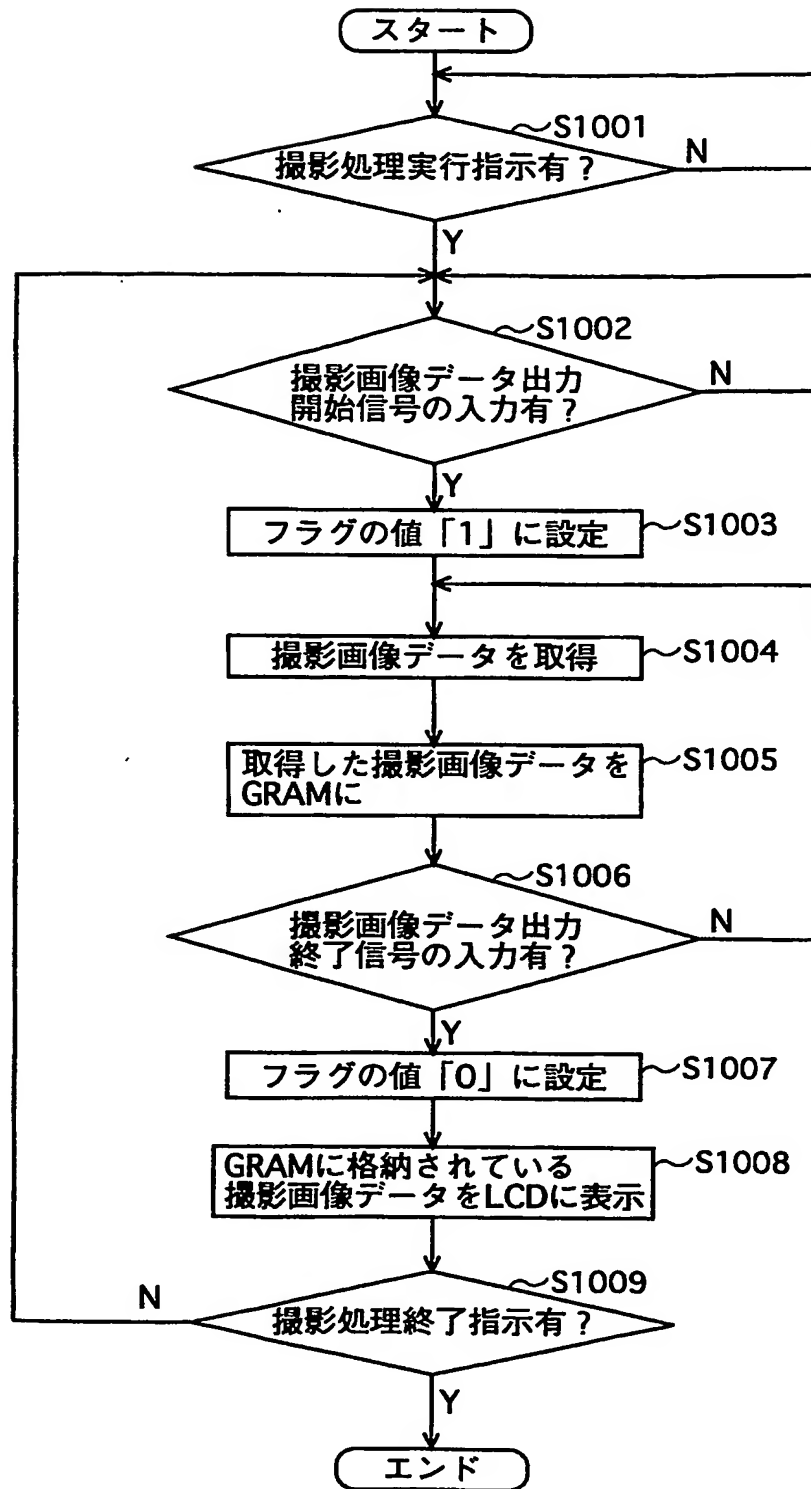 スタート
S1001
撮影処理実行指示有?
N
Y
S1002
撮影画像データ出力
開始信号の入力有?
N
Y
フラグの値「1」に設定
S1003
撮影画像データを取得
S1004
取得した撮影画像データを
GRAMに
S1005
S1006
撮影画像データ出力
終了信号の入力有?
N
Y
フラグの値「0」に設定
S1007
GRAMに格納されている
撮影画像データをLCDに表示
S1008
S1009
N
撮影処理終了指示有?
Y
エンド